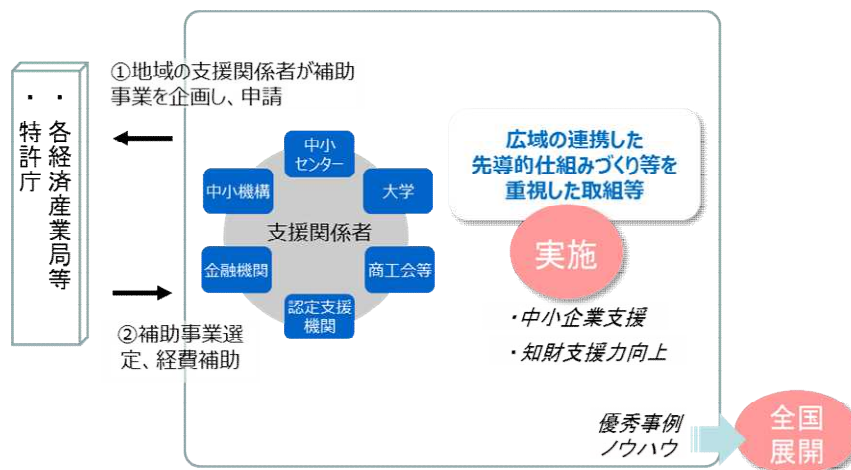 ①地域の支援関係者が補助
事業を企画し、申請
・各経済産業局等
・特許庁
②補助事業選
定、経費補助
中小
センター
中小機構
大学
支援関係者
金融機関
商工会等
認定支援
機関
広域の連携した
先導的仕組みづくり等を
重視した取組等
実施
・中小企業支援
・知財支援力向上
優秀事例
ノウハウ
全国
展開